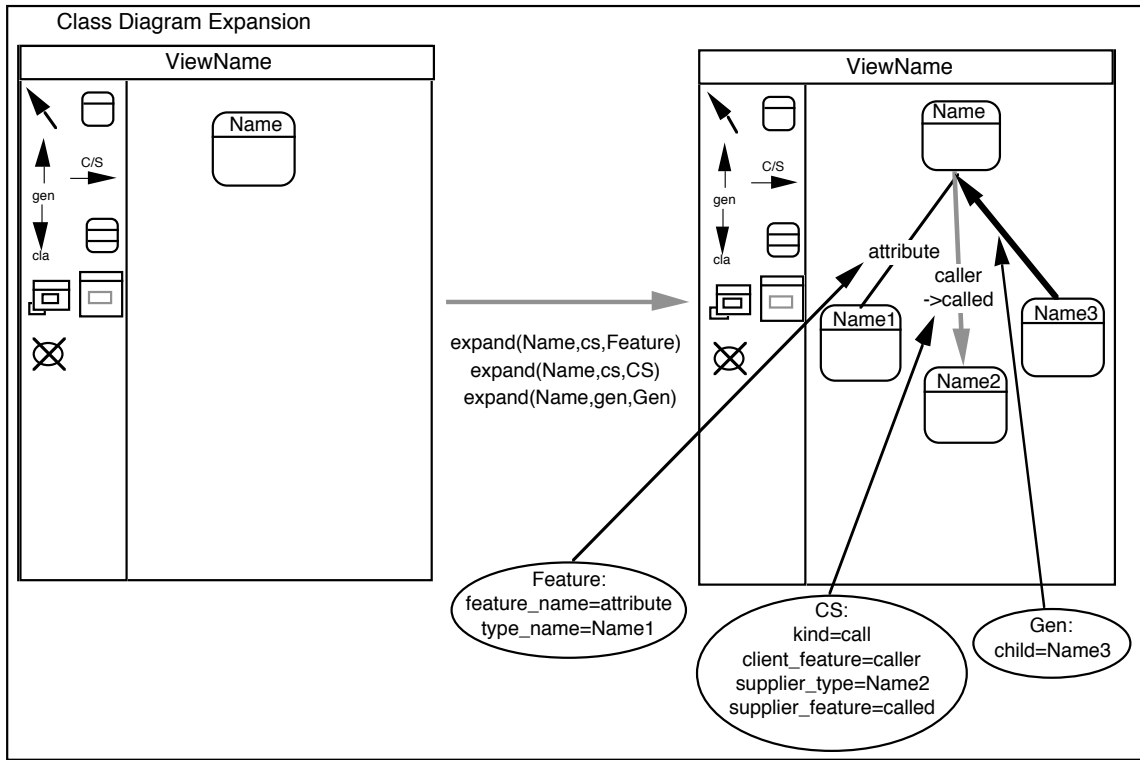 Class Diagram Expansion
ViewName
Name
C/S
gen
cla
expand(Name,cs,Feature)
expand(Name,cs,CS)
expand(Name,gen,Gen)
ViewName
Name
C/S
gen
cla
attribute
caller
->called
Name1
Name3
Name2
Feature:
feature_name=attribute
type_name=Name1
CS:
kind=call
client_feature=caller
supplier_type=Name2
supplier_feature=called
Gen:
child=Name3